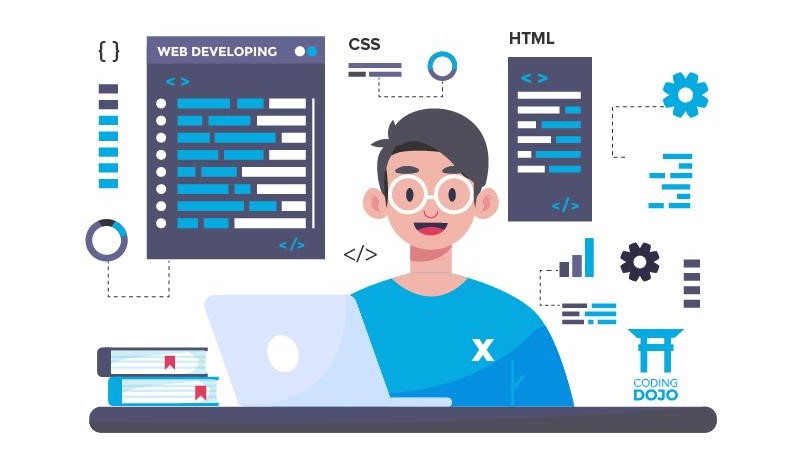 { }
WEB DEVELOPING
CSS
HTML
< >
< >
</>
</>
</>
X
CODING
DOJO